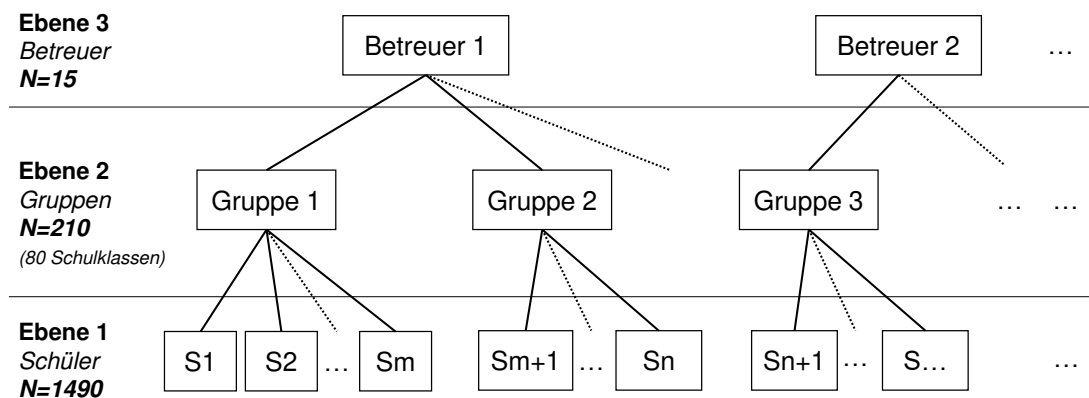 Ebene 3
Betreuer
N=15
Betreuer 1
Betreuer 2
…
Ebene 2
Gruppen
N=210
(80 Schulklassen)
Gruppe 1
Gruppe 2
Gruppe 3
… …
Ebene 1
Schüler
N=1490
S1
S2
…
Sm
Sm+1
…
Sn
Sn+1
…
S…
…